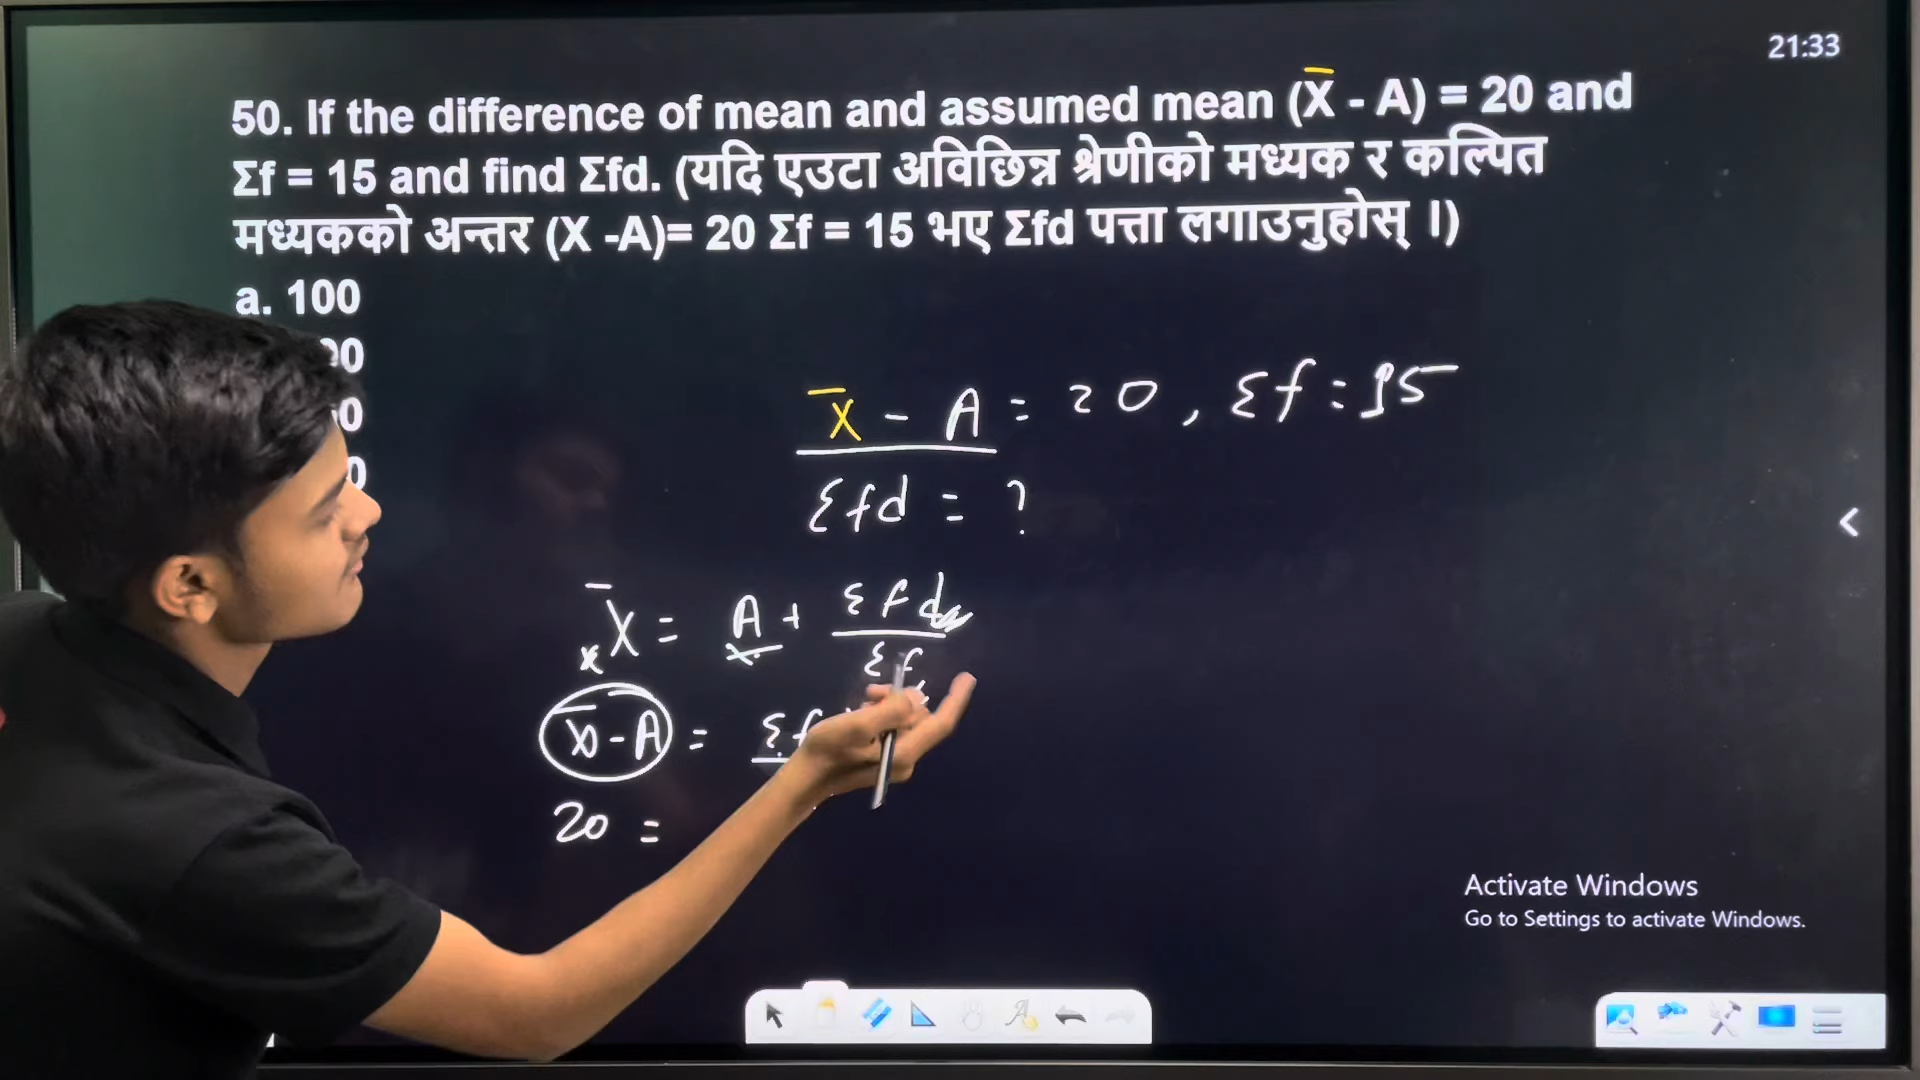 21:33
50. If the difference of mean and assumed mean (X̄ - A) = 20 and
Σf = 15 and find Σfd. (यदि एउटा अविछिन्न श्रेणीको मध्यक र कल्पित
मध्यकको अन्तर (X -A)= 20 Σf = 15 भए Σfd पत्ता लगाउनुहोस् ।)
a. 100
X̄ - A = 20 , Σf = 15
Σfd = ?
X̄ = A + Σfd / Σf
X̄ - A = Σf
20 =
Activate Windows
Go to Settings to activate Windows.